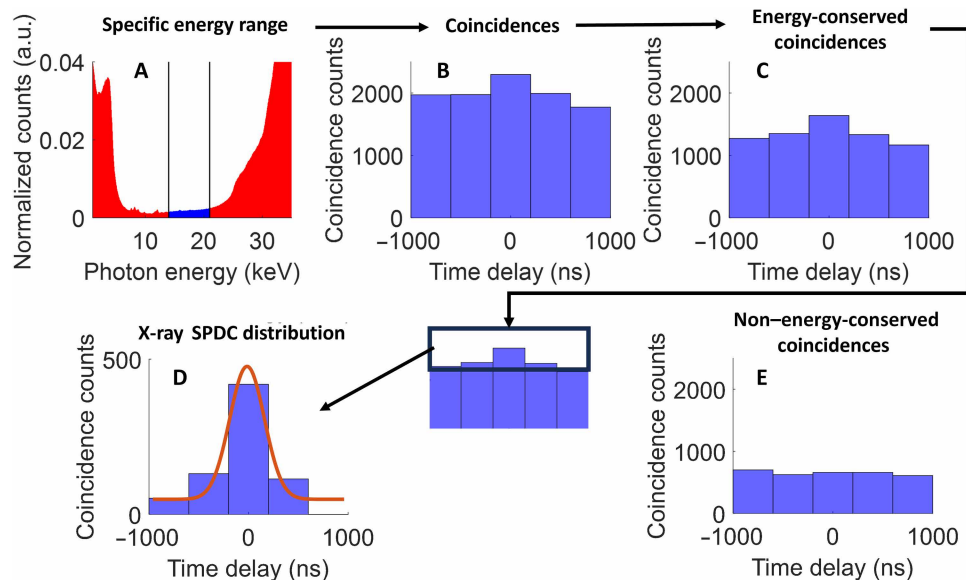 Specific energy range
Coincidences
Energy-conserved
coincidences
A
Normalized counts (a.u.)
0.04
0.02
0
10
20
30
Photon energy (keV)
B
Coincidence counts
2000
1000
0
−1000
0
1000
Time delay (ns)
C
Coincidence counts
2000
1000
0
−1000
0
1000
Time delay (ns)
X-ray SPDC distribution
D
Coincidence counts
500
0
−1000
0
1000
Time delay (ns)
Non–energy-conserved
coincidences
E
Coincidence counts
2000
1000
0
−1000
0
1000
Time delay (ns)